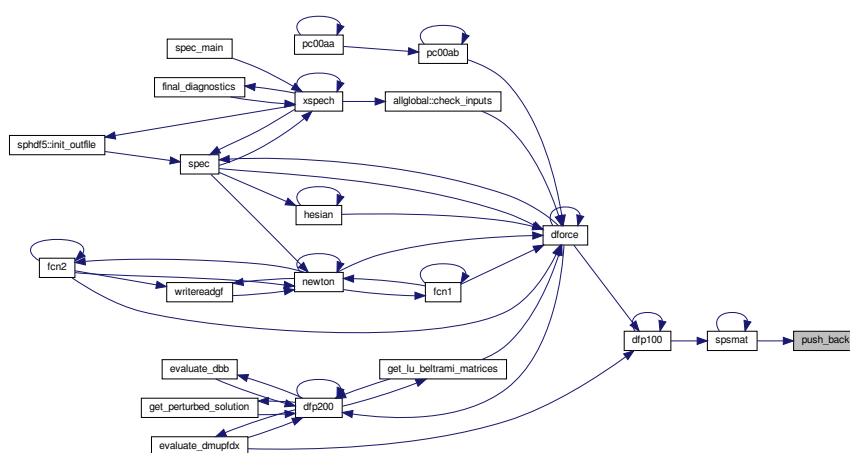 spec_main
pc00aa
pc00ab
final_diagnostics
xspech
allglobal::check_inputs
sphdf5::init_outfile
spec
hesian
dforce
fcn2
writereadgf
newton
fcn1
dfp100
spsmat
push_back
evaluate_dbb
get_lu_beltrami_matrices
get_perturbed_solution
dfp200
evaluate_dmupfdx